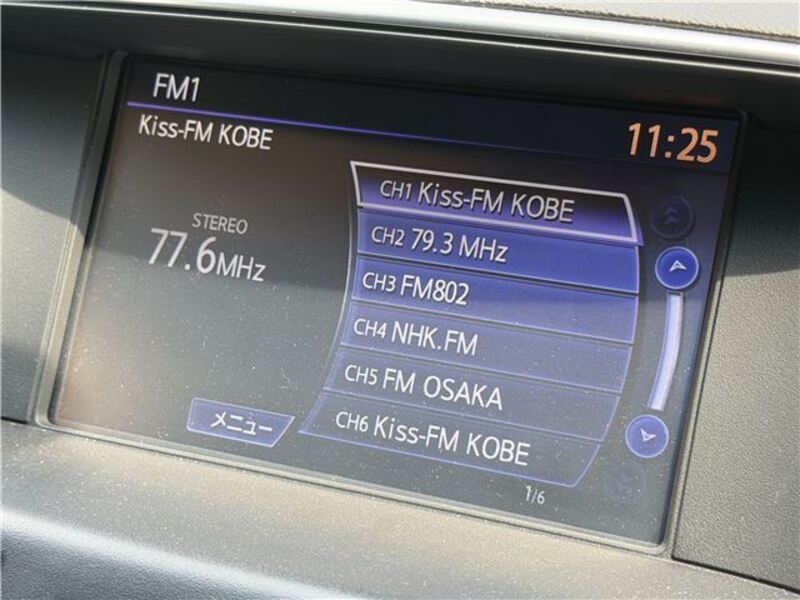 FM1
11:25
Kiss-FM KOBE
STEREO
77.6MHz
CH1 Kiss-FM KOBE
CH2 79.3 MHz
CH3 FM802
CH4 NHK.FM
CH5 FM OSAKA
CH6 Kiss-FM KOBE
メニュー
1/6